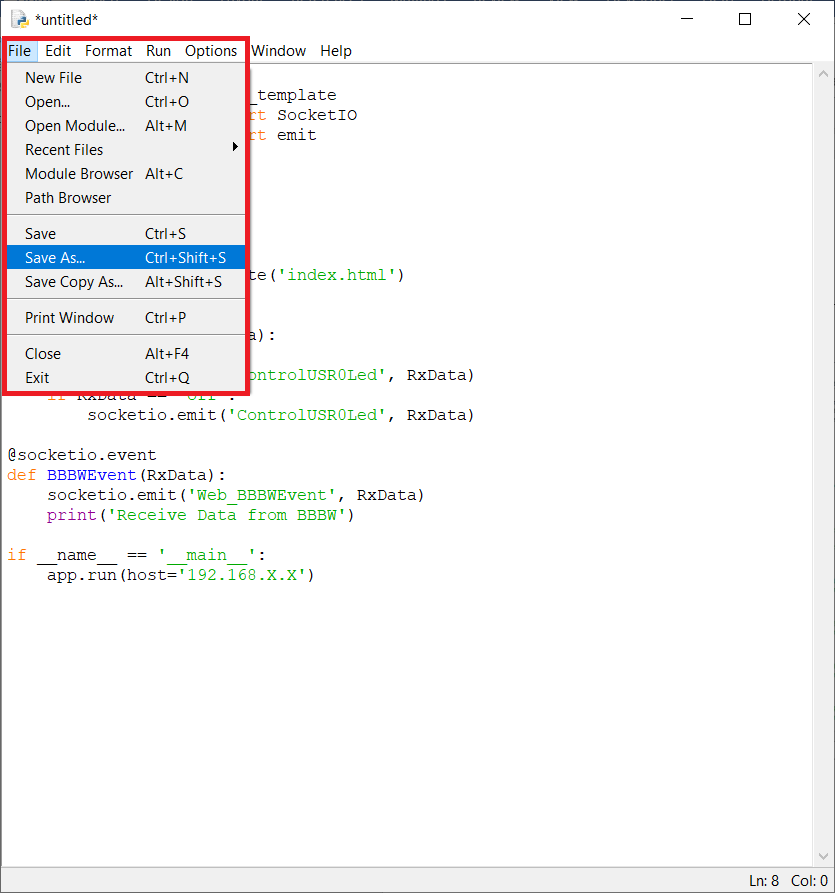 *untitled*
File Edit Format Run Options Window Help
New File Ctrl+N
Open... Ctrl+O
Open Module... Alt+M
Recent Files
Module Browser Alt+C
Path Browser
Save Ctrl+S
Save As... Ctrl+Shift+S
Save Copy As... Alt+Shift+S
Print Window Ctrl+P
Close Alt+F4
Exit Ctrl+Q
_template
rt SocketIO
rt emit
te('index.html')
a):
ontrolUSR0Led', RxData)
socketio.emit('ControlUSR0Led', RxData)
@socketio.event
def BBBWEvent(RxData):
socketio.emit('Web_BBBWEvent', RxData)
print('Receive Data from BBBW')
if __name__ == '__main__':
app.run(host='192.168.X.X')
Ln: 8 Col: 0